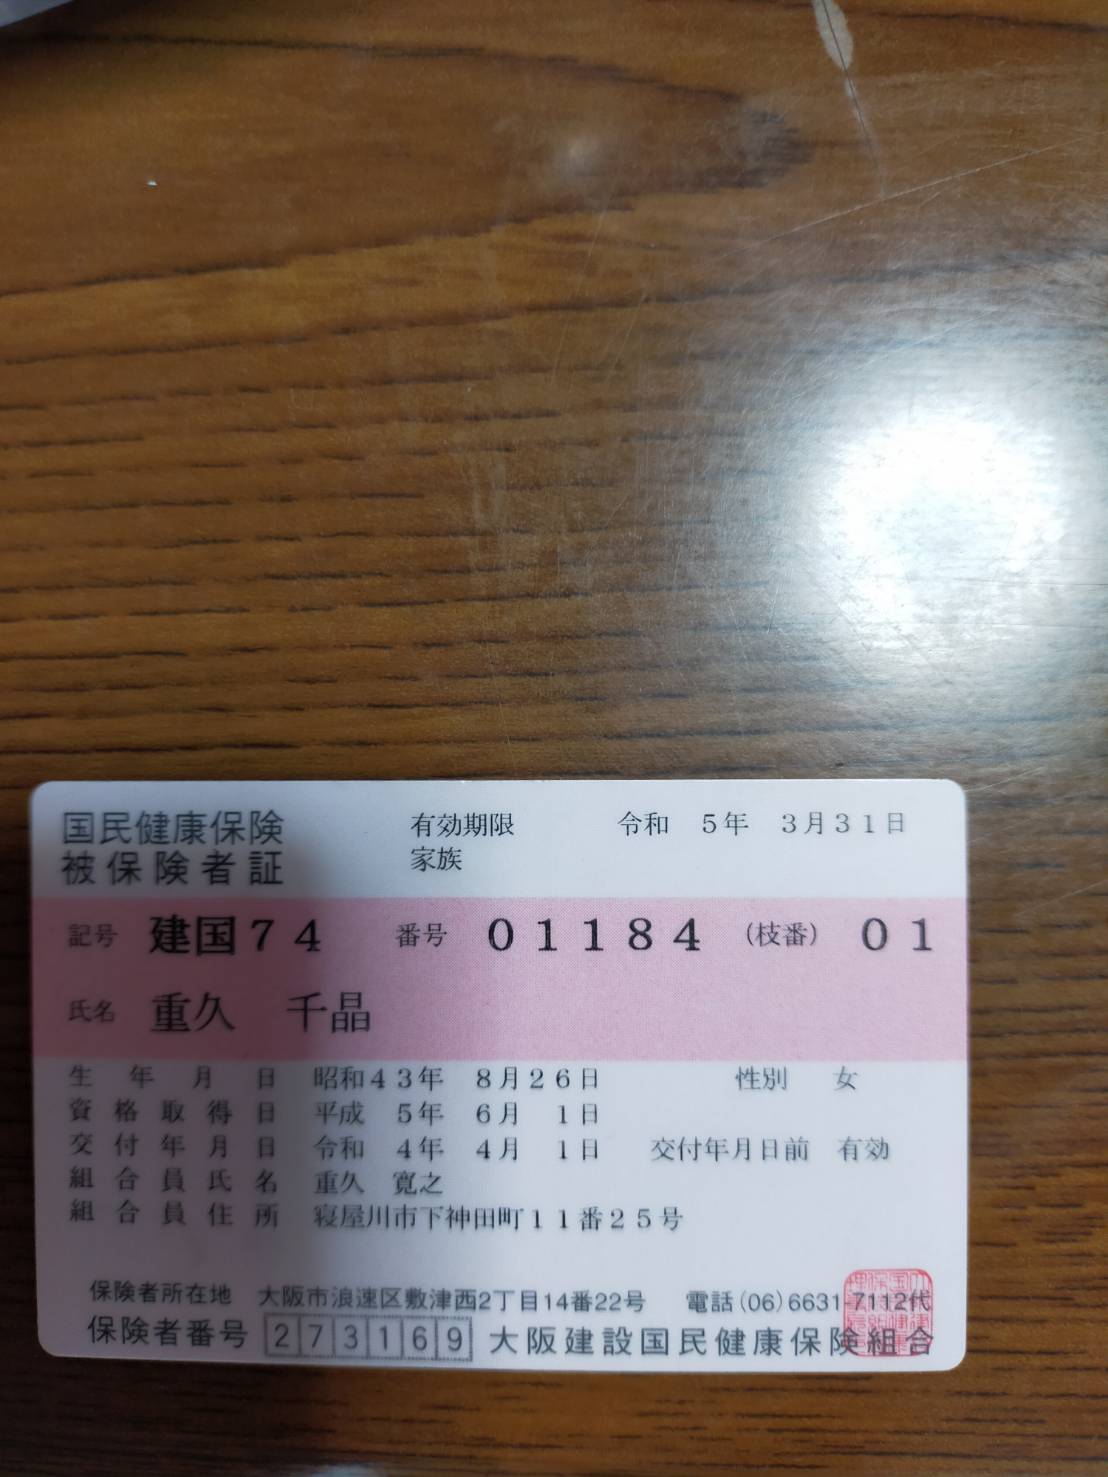 国民健康保険
被保険者証
有効期限 令和 5年 3月31日
家族
記号 建国74 番号 01184 (枝番) 01
氏名 重久 千晶
生年月日 昭和43年 8月26日 性別 女
資格取得日 平成 5年 6月 1日
交付年月日 令和 4年 4月 1日 交付年月日前 有効
組合員氏名 重久 寛之
組合員住所 寝屋川市下神田町11番25号
保険者所在地 大阪市浪速区敷津西2丁目14番22号 電話(06)6631-7112代
保険者番号 273169 大阪建設国民健康保険組合